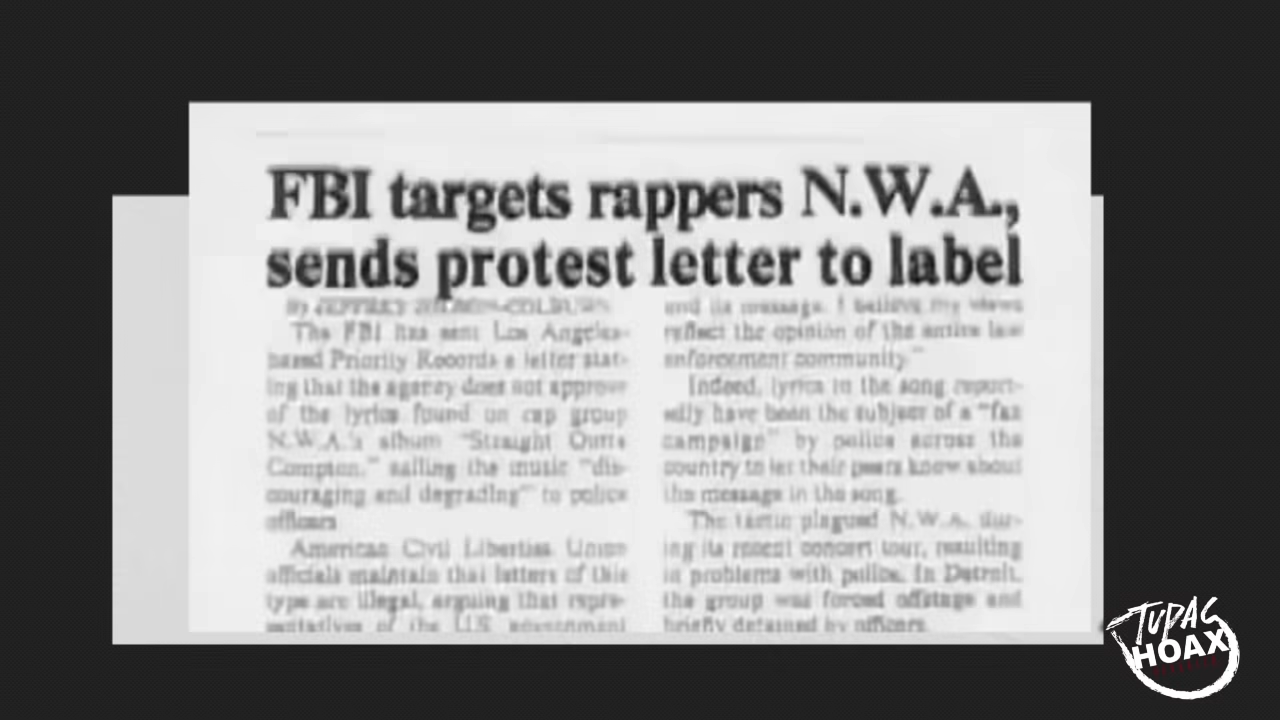 FBI targets rappers N.W.A.,
sends protest letter to label
By JEFFREY
The FBI has sent Los Angeles-
based Priority Records a letter stat-
ing that the agency does not approve
of the lyrics found on rap group
N.W.A.'s album "Straight Outta
Compton," calling the music "dis-
couraging and degrading" to police
officers
American Civil Liberties Union
officials maintain that letters of this
type are illegal, arguing that repre-
sentatives of the U.S. government
and its message. I believe my views
reflect the opinion of the entire law
enforcement community."
Indeed, lyrics in the song report-
edly have been the subject of a "fax
campaign" by police across the
country to let their peers know about
the message in the song.
The tactic plagued N.W.A. dur-
ing its recent concert tour, resulting
in problems with police. In Detroit,
the group was forced offstage and
briefly detained by officers.
TUPAC
HOAX